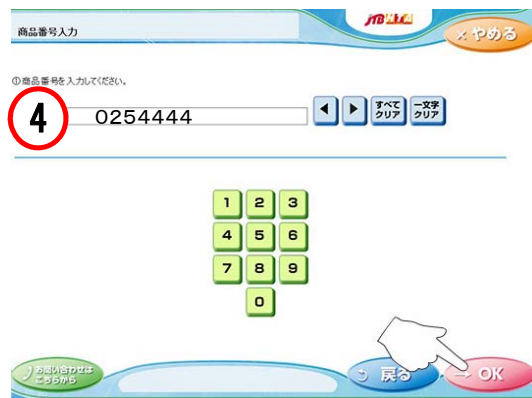 商品番号入力
JTB
×やめる
①商品番号を入力してください。
4
0254444
◀ ▶ すべてクリア 一文字クリア
1 2 3
4 5 6
7 8 9
0
お問い合わせは
こちらから
戻る
→ OK